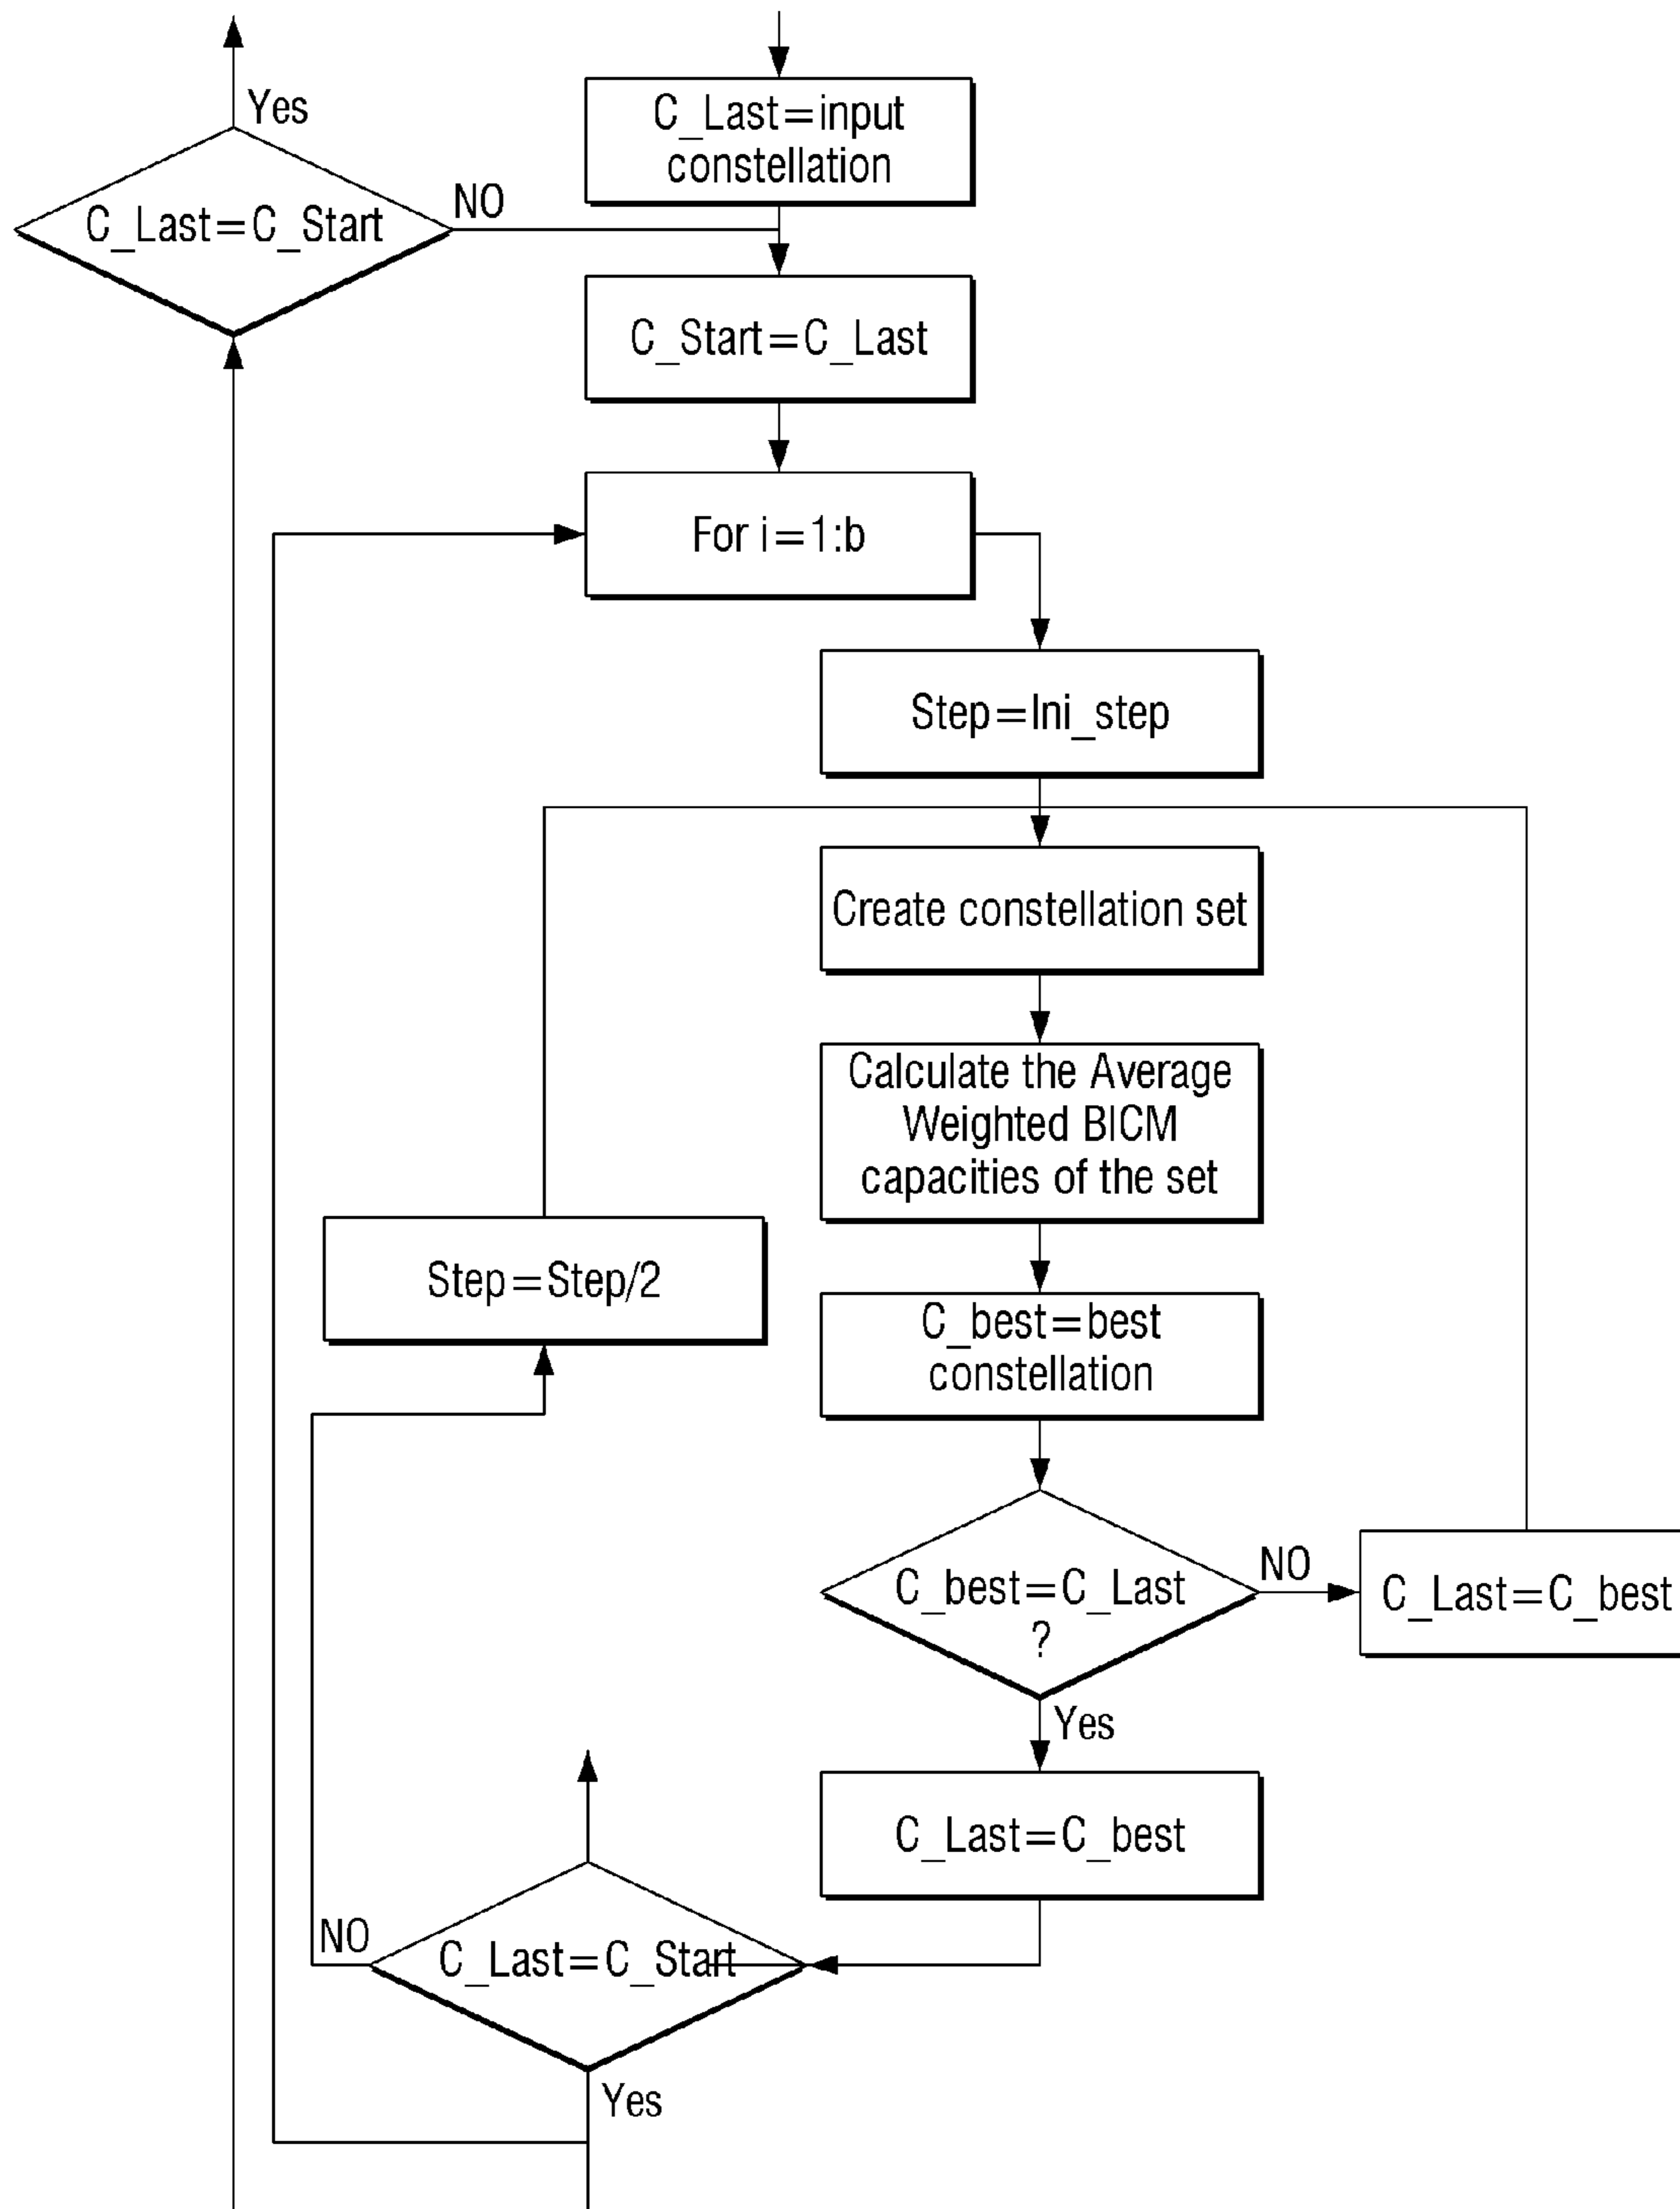 Yes
C_Last=input
constellation
C_Last=C_Start
NO
C_Start=C_Last
For i=1:b
Step=Ini_step
Create constellation set
Calculate the Average
Weighted BICM
capacities of the set
Step=Step/2
C_best=best
constellation
C_best=C_Last
?
NO
C_Last=C_best
Yes
C_Last=C_best
NO
C_Last=C_Start
Yes